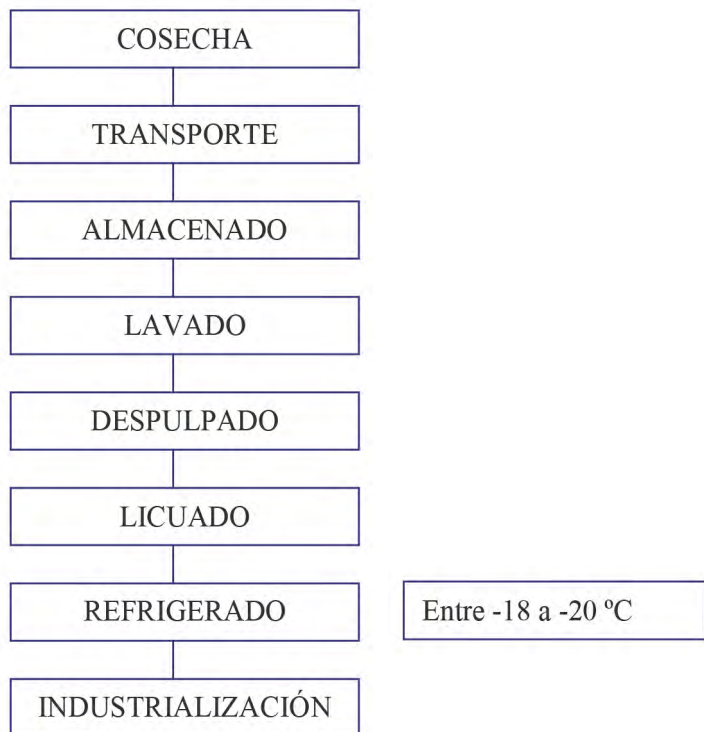 COSECHA
TRANSPORTE
ALMACENADO
LAVADO
DESPULPADO
LICUADO
REFRIGERADO
Entre -18 a -20 ºC
INDUSTRIALIZACIÓN